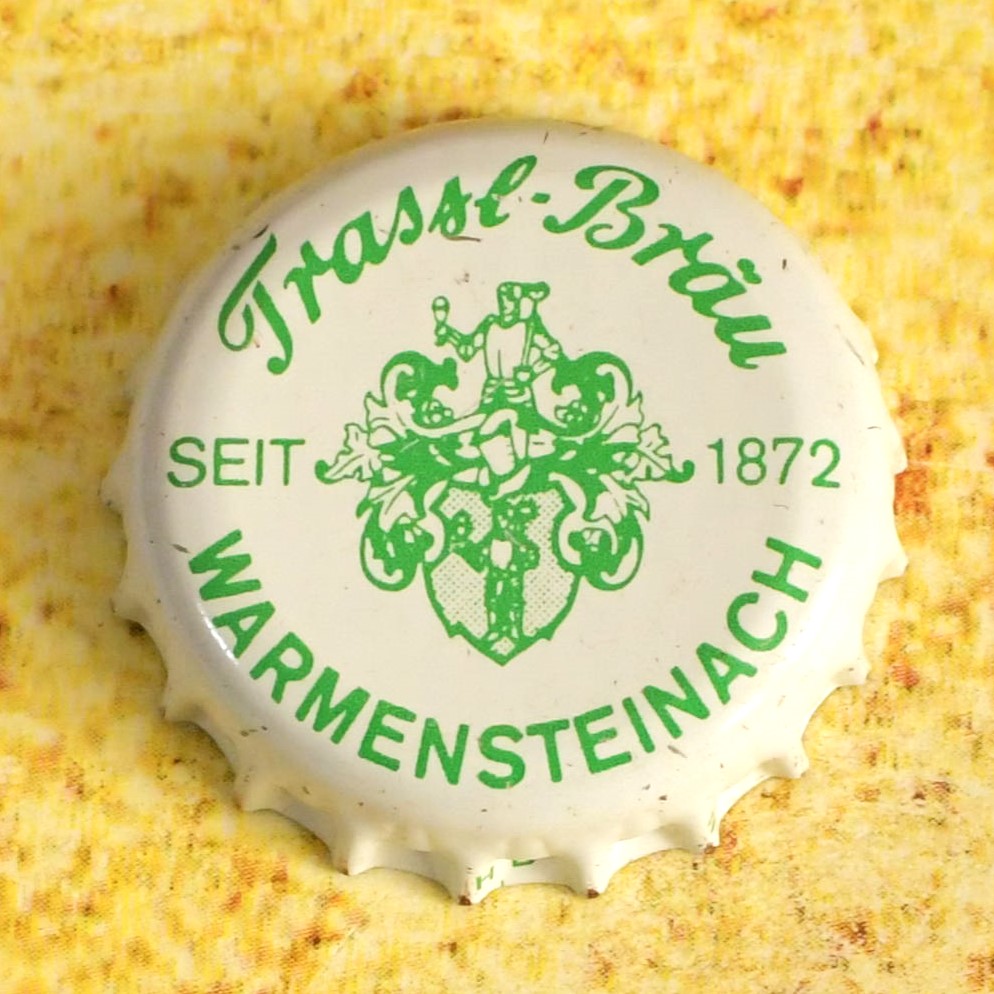 Trassl-Bräu
SEIT 1872
WARMENSTEINACH